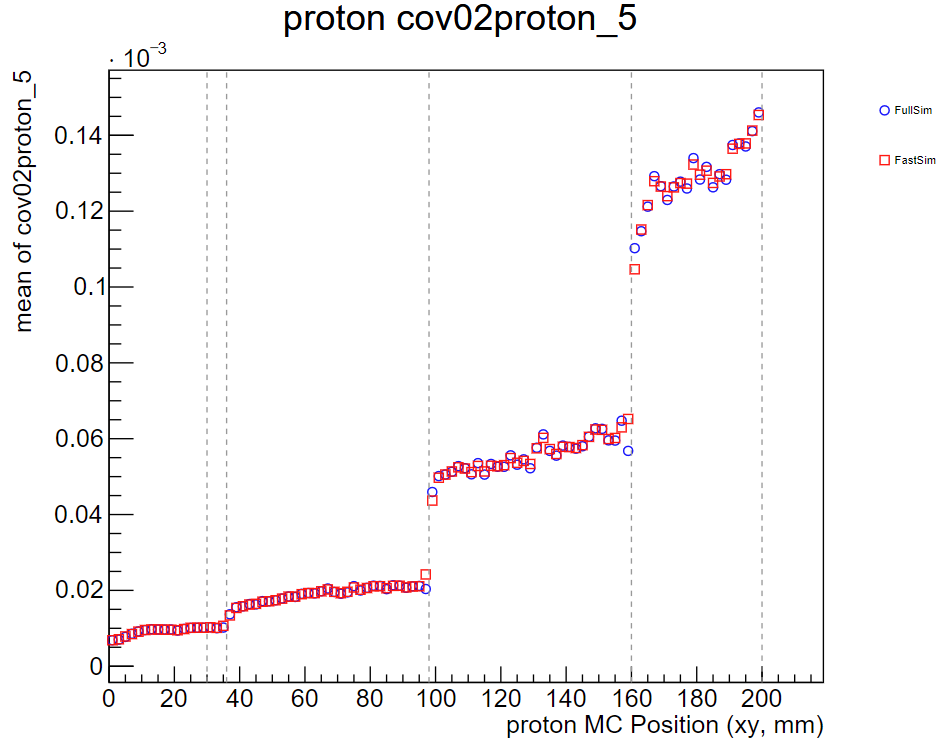 proton cov02proton_5
· 10⁻³
mean of cov02proton_5
0.14
0.12
0.1
0.08
0.06
0.04
0.02
0
0 20 40 60 80 100 120 140 160 180 200
proton MC Position (xy, mm)
FullSim
FastSim